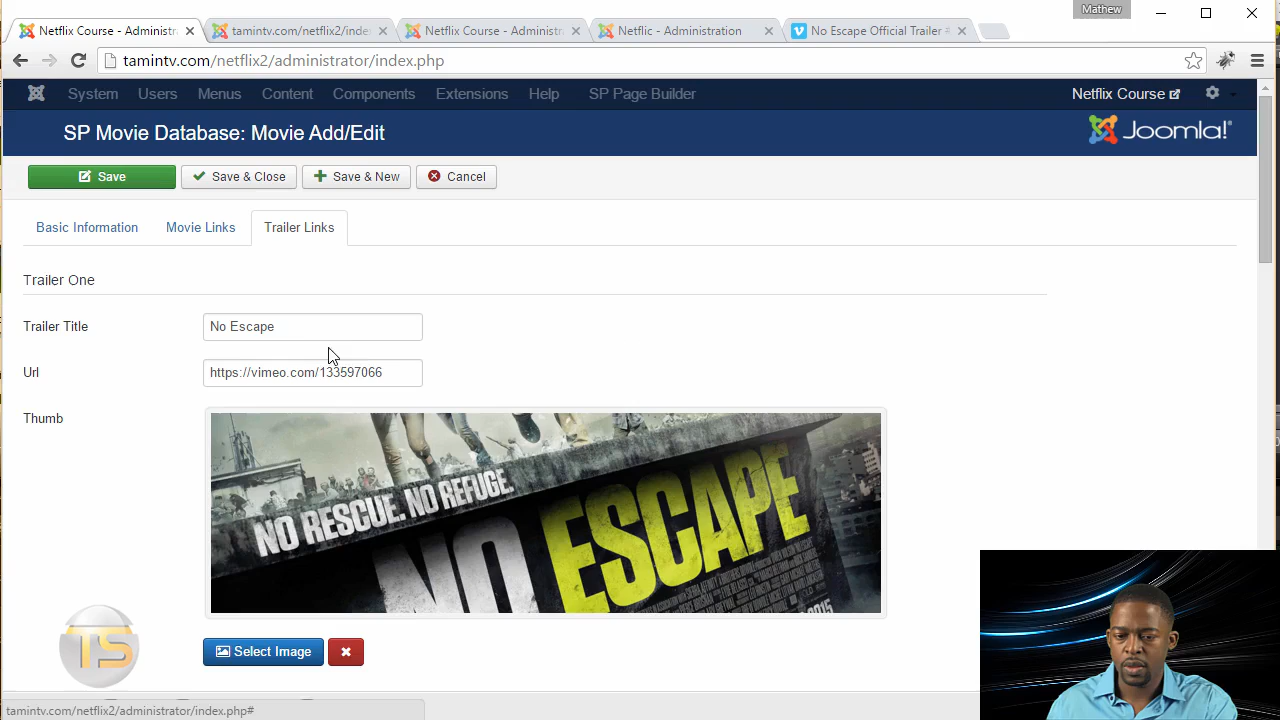 Mathew
Netflix Course - Administr
tamintv.com/netflix2/inde
Netflix Course - Administr
Netflic - Administration
No Escape Official Trailer
tamintv.com/netflix2/administrator/index.php
System Users Menus Content Components Extensions Help SP Page Builder Netflix Course
SP Movie Database: Movie Add/Edit
Joomla!
Save Save & Close Save & New Cancel
Basic Information Movie Links Trailer Links
Trailer One
Trailer Title No Escape
Url https://vimeo.com/133597066
Thumb
NO RESCUE. NO REFUGE.
NO ESCAPE
TS
Select Image
tamintv.com/netflix2/administrator/index.php#